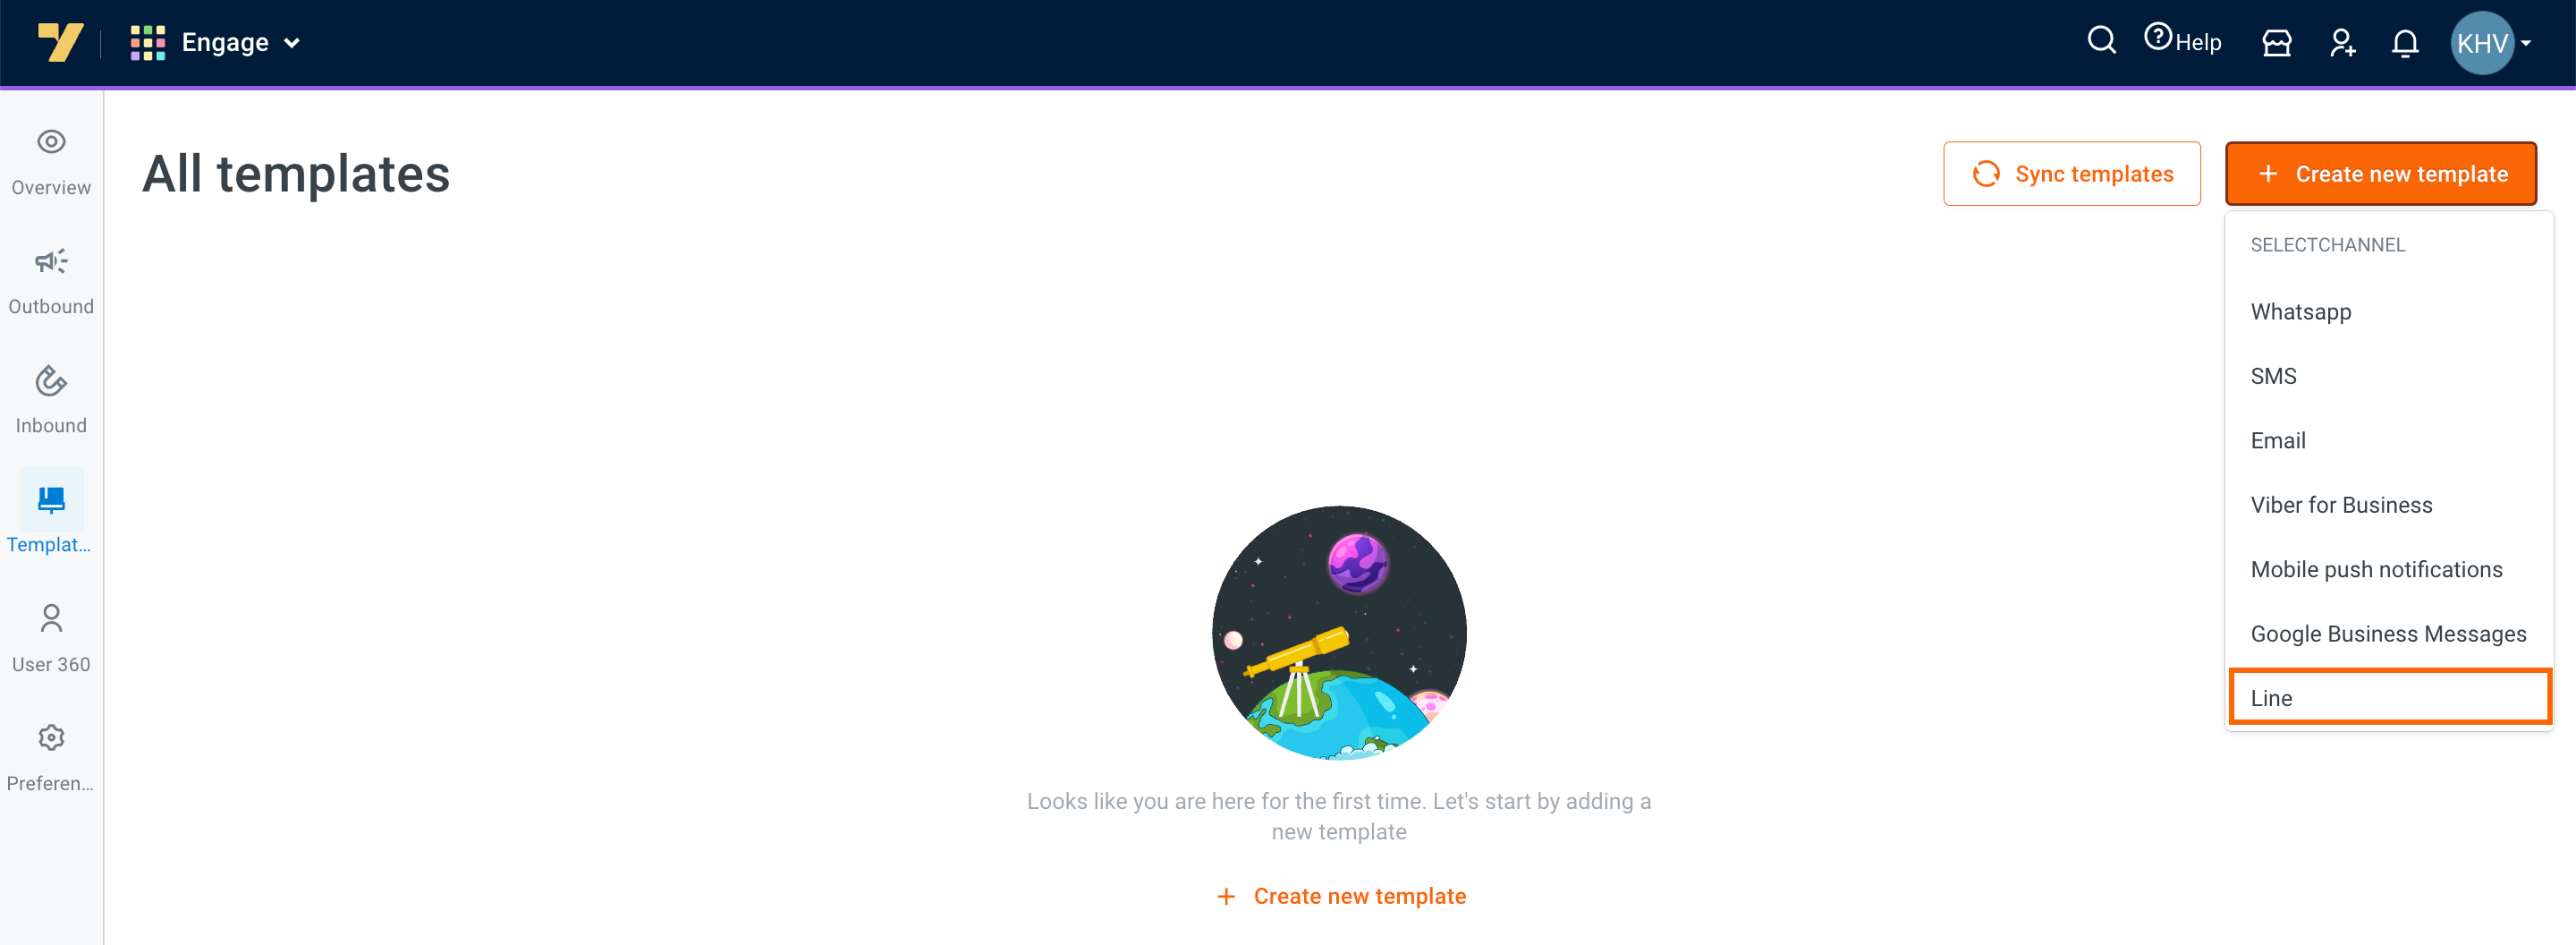 Engage
Help
KHV
Overview
Outbound
Inbound
Templat...
User 360
Preferen...
All templates
Sync templates
+ Create new template
SELECTCHANNEL
Whatsapp
SMS
Email
Viber for Business
Mobile push notifications
Google Business Messages
Line
Looks like you are here for the first time. Let's start by adding a
new template
+ Create new template